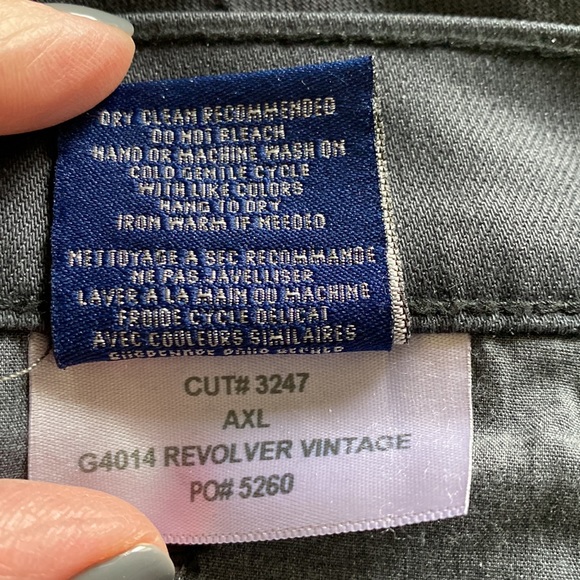 DRY CLEAN RECOMMENDED
DO NOT BLEACH
HAND OR MACHINE WASH ON
COLD GENTLE CYCLE
WITH LIKE COLORS
HANG TO DRY
IRON WARM IF NEEDED
NETTOYAGE A SEC RECOMMANDE
NE PAS JAVELLISER
LAVER A LA MAIN OU MACHINE
FROIDE CYCLE DELICAT
AVEC COULEURS SIMILAIRES
CUT# 3247
AXL
G4014 REVOLVER VINTAGE
PO# 5260